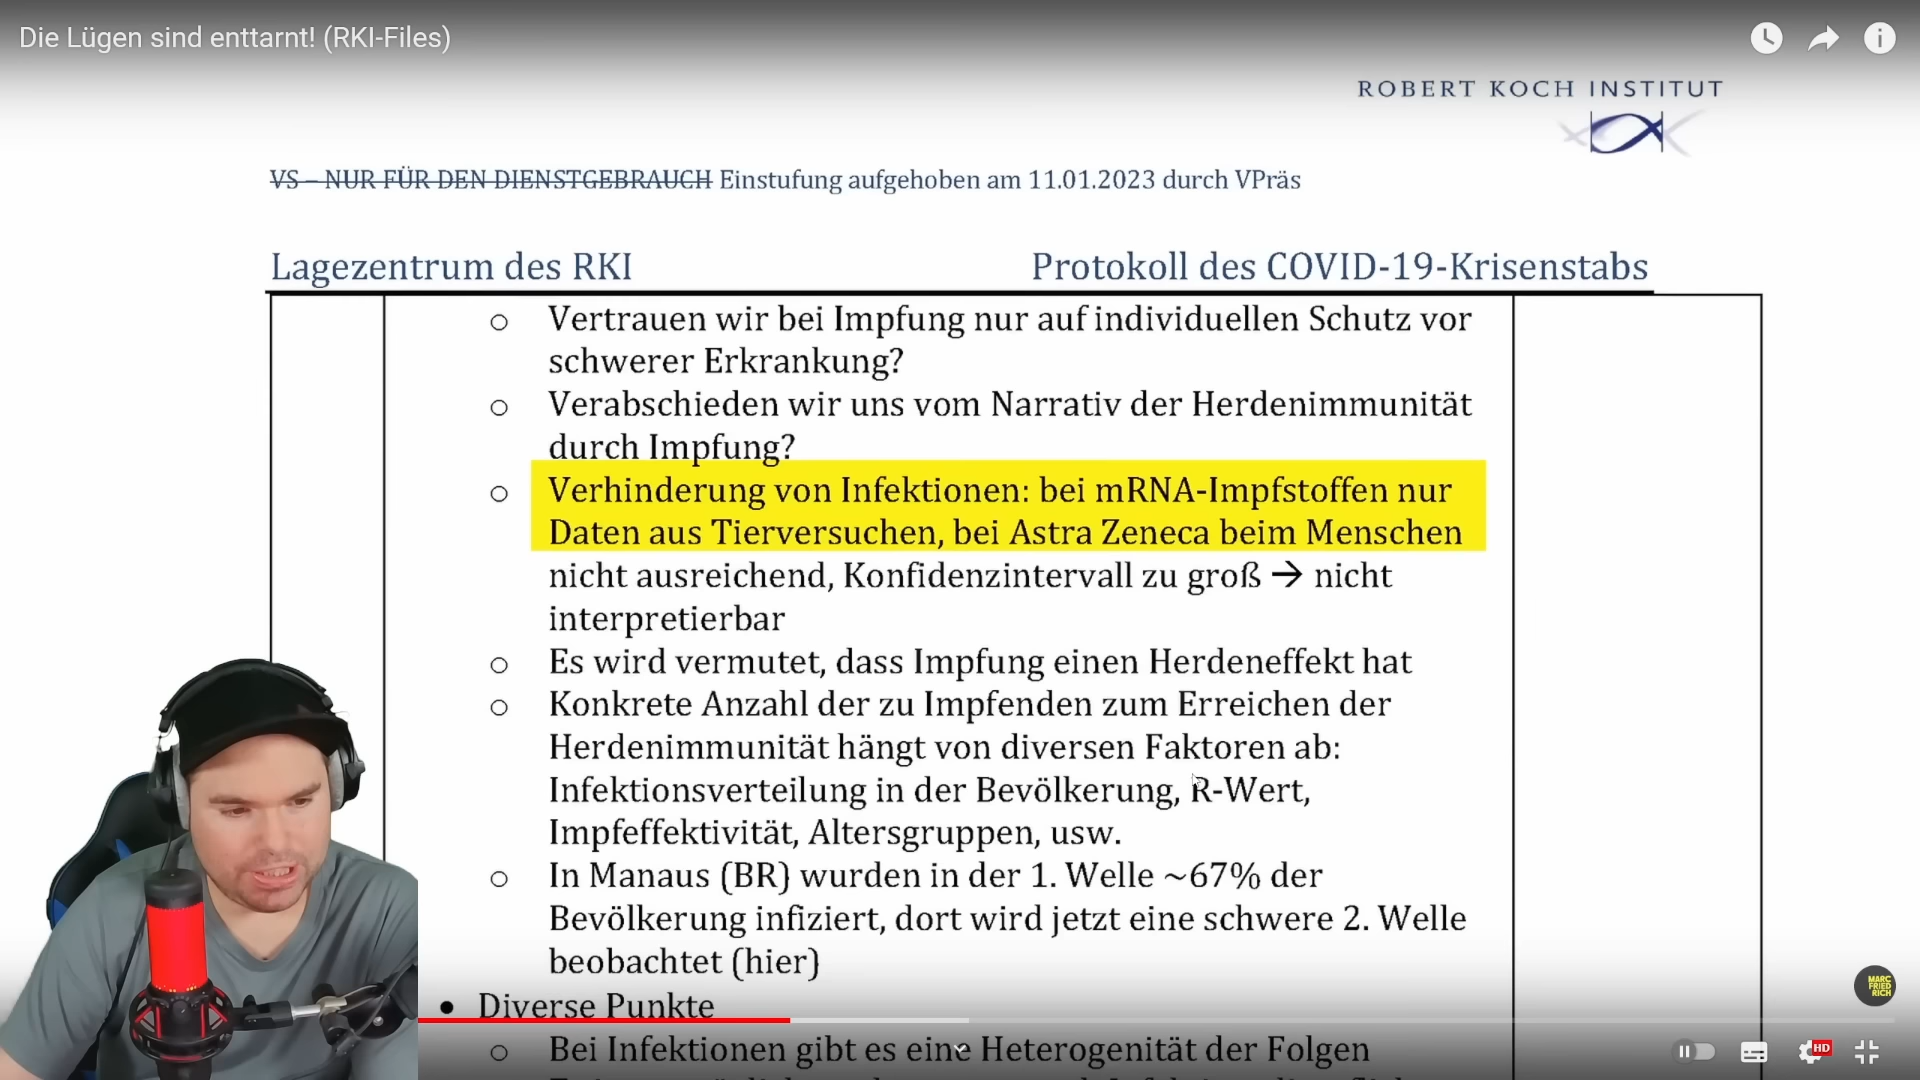 Die Lügen sind enttarnt! (RKI-Files)
ROBERT KOCH INSTITUT
VS – NUR FÜR DEN DIENSTGEBRAUCH Einstufung aufgehoben am 11.01.2023 durch VPräs
Lagezentrum des RKI Protokoll des COVID-19-Krisenstabs
o Vertrauen wir bei Impfung nur auf individuellen Schutz vor
schwerer Erkrankung?
o Verabschieden wir uns vom Narrativ der Herdenimmunität
durch Impfung?
o Verhinderung von Infektionen: bei mRNA-Impfstoffen nur
Daten aus Tierversuchen, bei Astra Zeneca beim Menschen
nicht ausreichend, Konfidenzintervall zu groß → nicht
interpretierbar
o Es wird vermutet, dass Impfung einen Herdeneffekt hat
o Konkrete Anzahl der zu Impfenden zum Erreichen der
Herdenimmunität hängt von diversen Faktoren ab:
Infektionsverteilung in der Bevölkerung, R-Wert,
Impfeffektivität, Altersgruppen, usw.
o In Manaus (BR) wurden in der 1. Welle ~67% der
Bevölkerung infiziert, dort wird jetzt eine schwere 2. Welle
beobachtet (hier)
• Diverse Punkte
o Bei Infektionen gibt es eine Heterogenität der Folgen
MARC
FRIED
RICH
HD